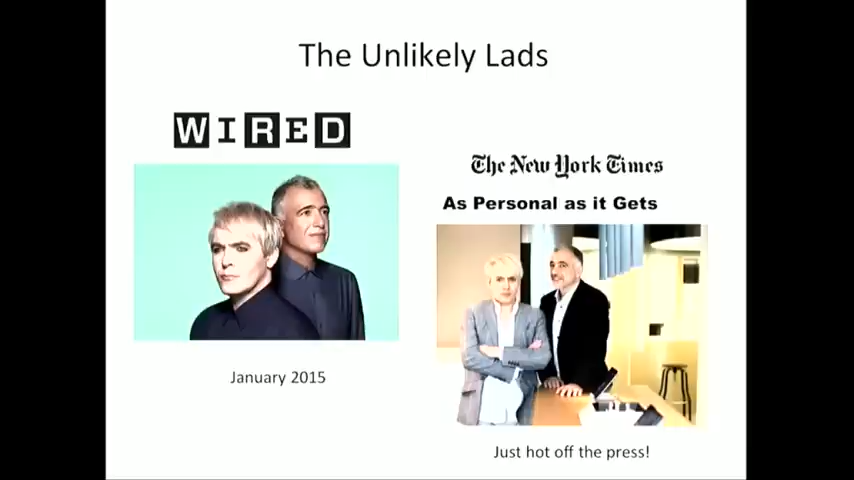 The Unlikely Lads
WIRED
The New York Times
As Personal as it Gets
January 2015
Just hot off the press!